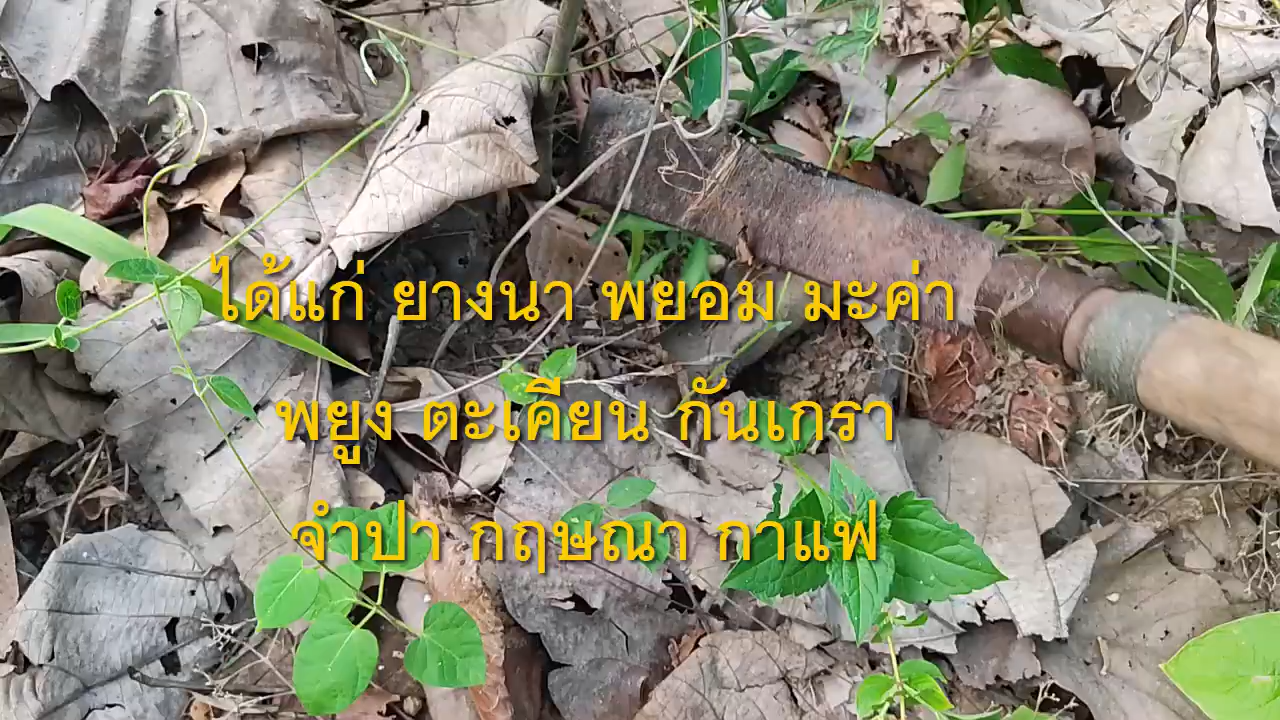 ได้แก่ ยางนา พยอม มะค่า
พยูง ตะเคียน กันเกรา
จำปา กฤษณา กาแฟ